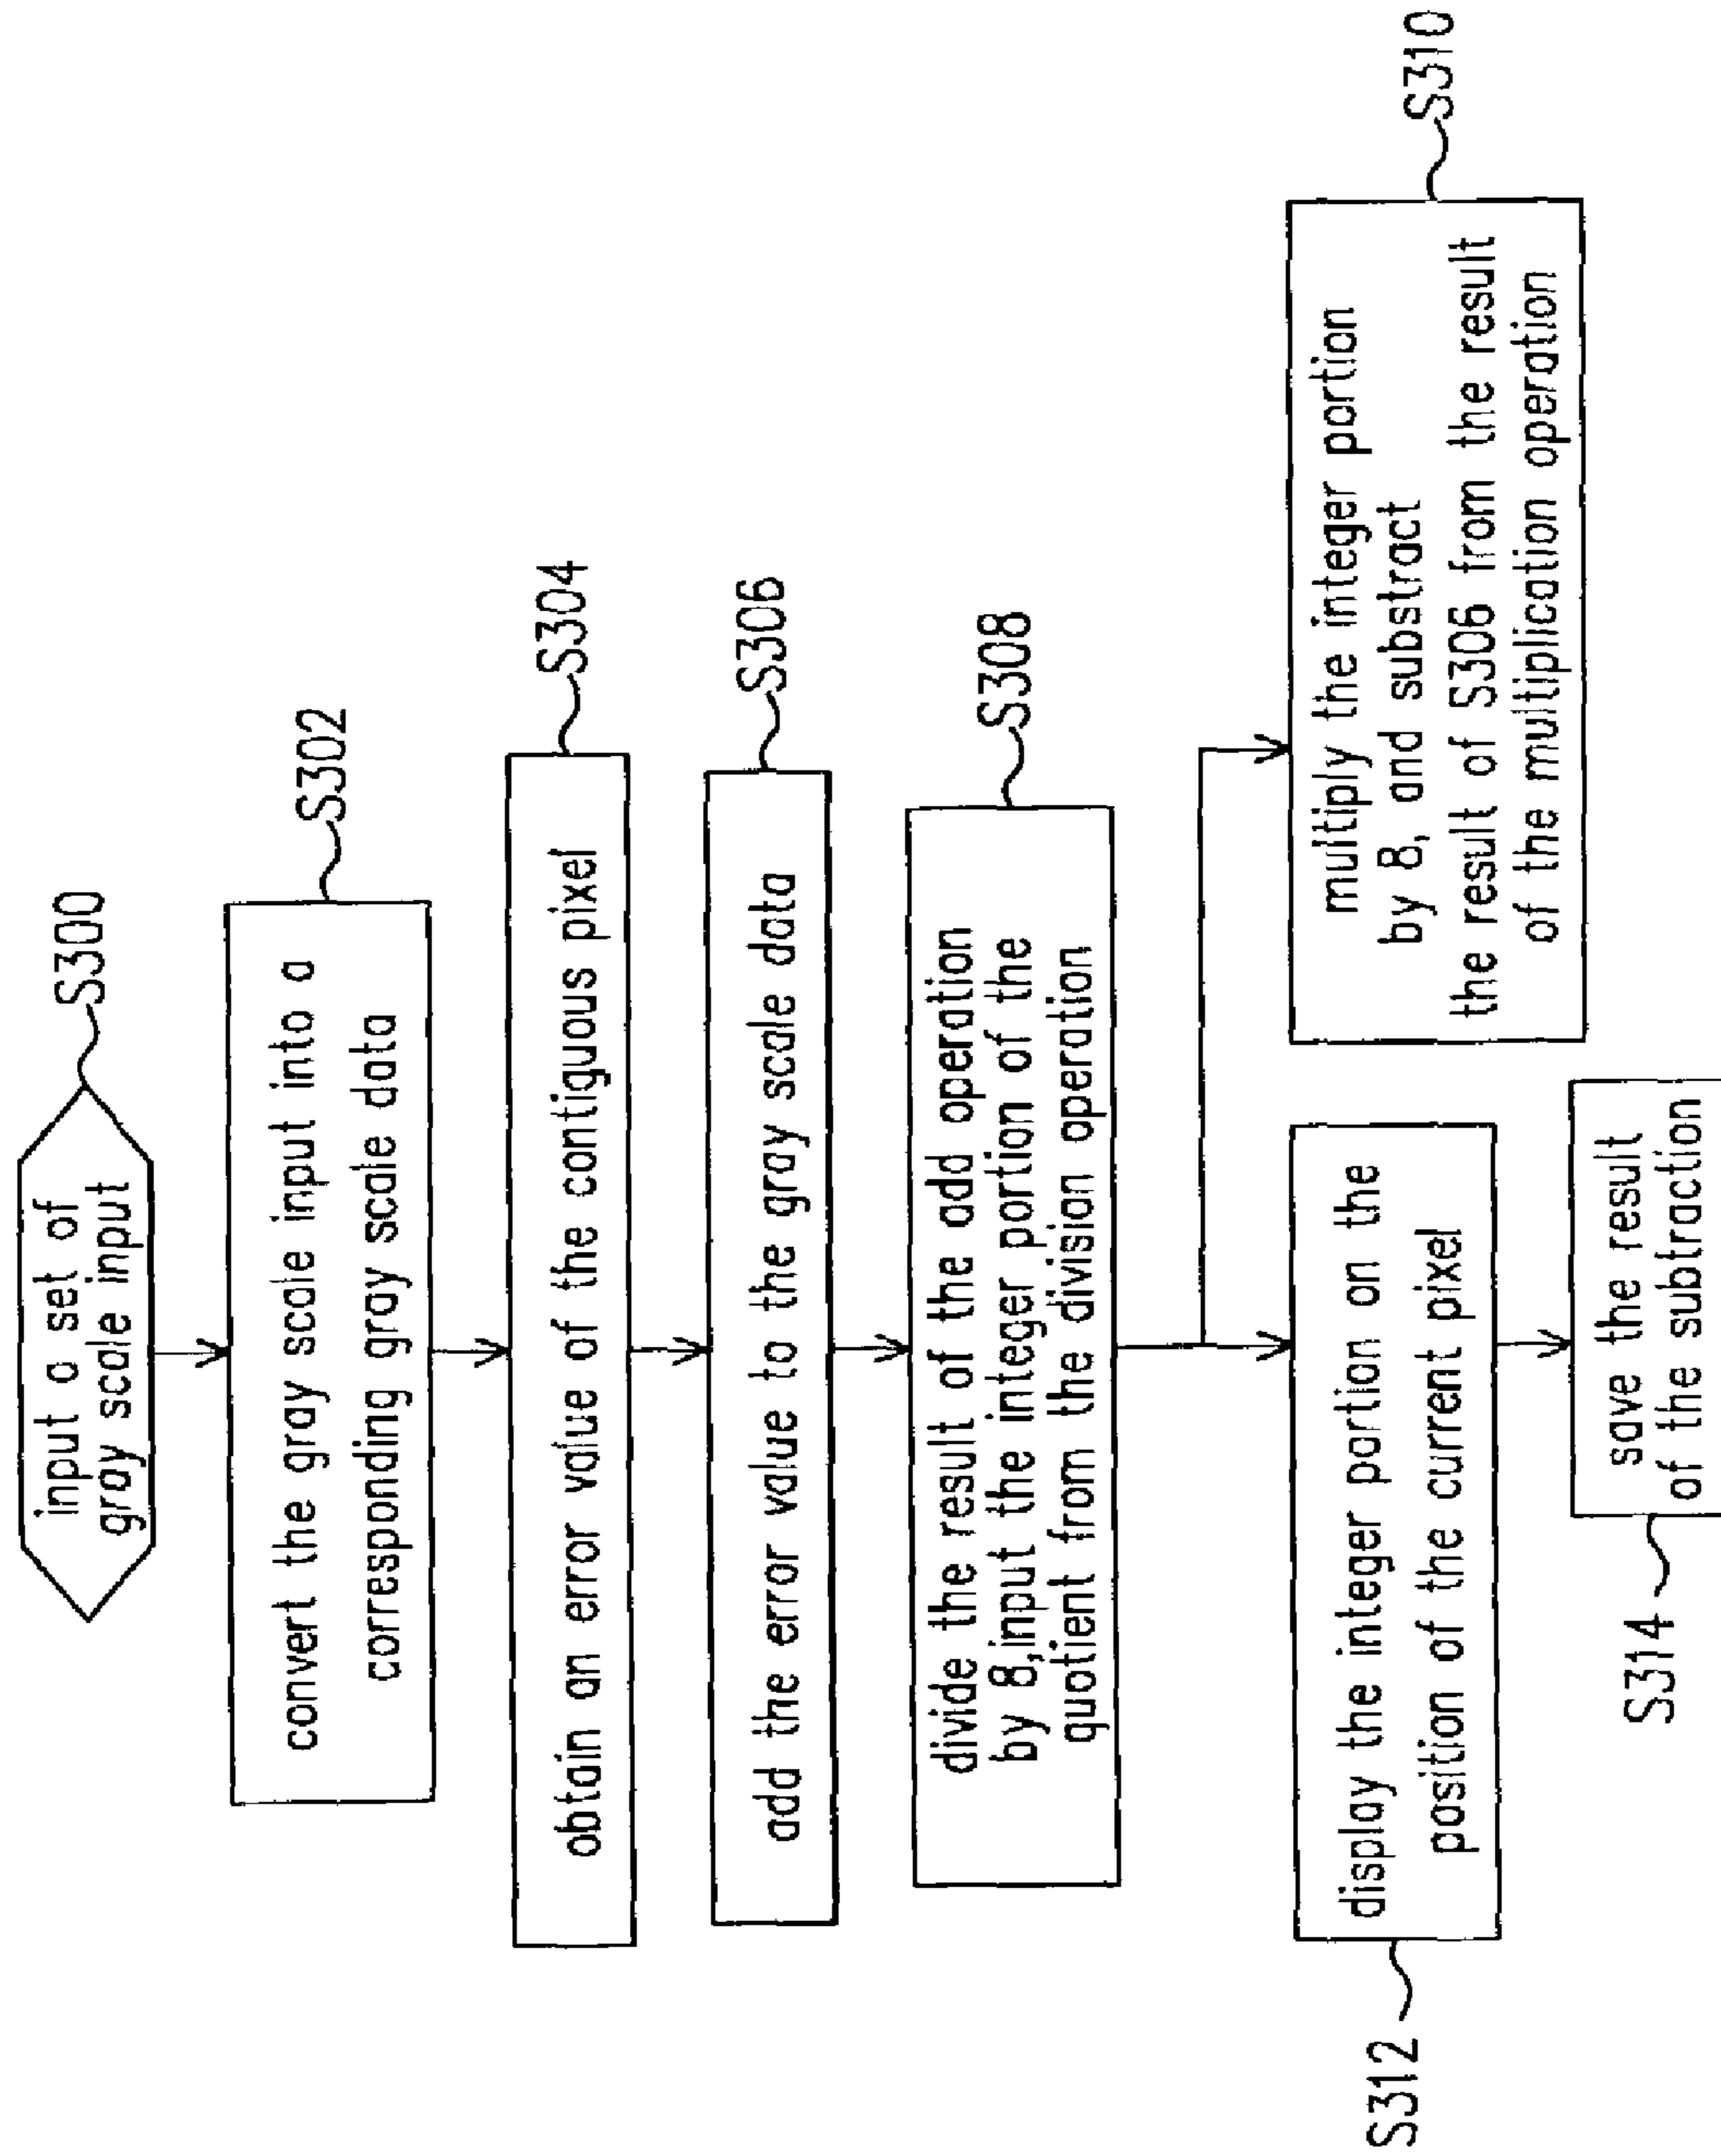 input a set of
gray scale input
S300
convert the gray scale input into a
corresponding gray scale data
S302
obtain an error value of the contiguous pixel
S304
add the error value to the gray scale data
S306
divide the result of the add operation
by 8,input the integer portion of the
quotient from the division operation
S308
display the integer portion on the
position of the current pixel
S312
multiply the integer portion
by 8, and substract
the result of S306 from the result
of the multiplication operation
S310
save the result
of the subtraction
S314